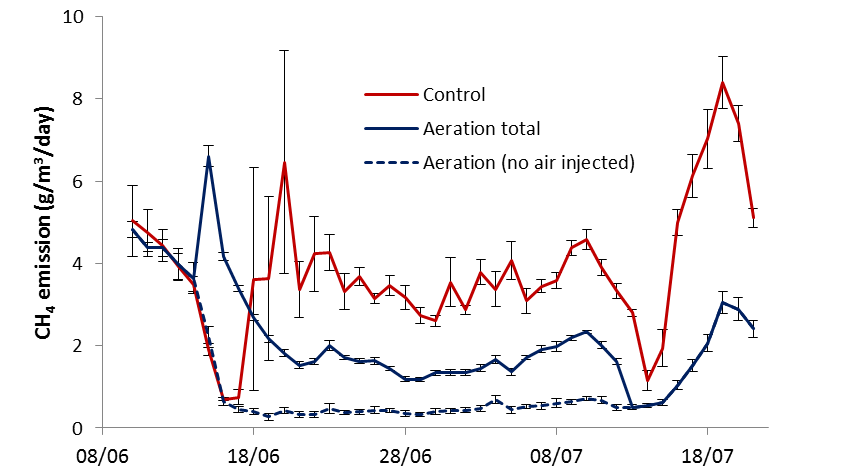 10
8
6
4
2
0
CH₄ emission (g/m³/day)
Control
Aeration total
Aeration (no air injected)
08/06 18/06 28/06 08/07 18/07